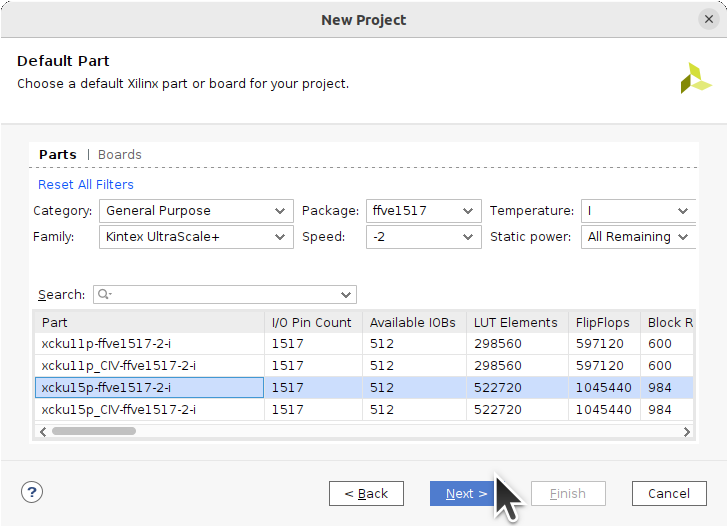 New Project
Default Part
Choose a default Xilinx part or board for your project.
Parts | Boards
Reset All Filters
Category: General Purpose Package: ffve1517 Temperature: I
Family: Kintex UltraScale+ Speed: -2 Static power: All Remaining
Search:
Part I/O Pin Count Available IOBs LUT Elements FlipFlops Block R
xcku11p-ffve1517-2-i 1517 512 298560 597120 600
xcku11p_CIV-ffve1517-2-i 1517 512 298560 597120 600
xcku15p-ffve1517-2-i 1517 512 522720 1045440 984
xcku15p_CIV-ffve1517-2-i 1517 512 522720 1045440 984
? < Back Next > Finish Cancel